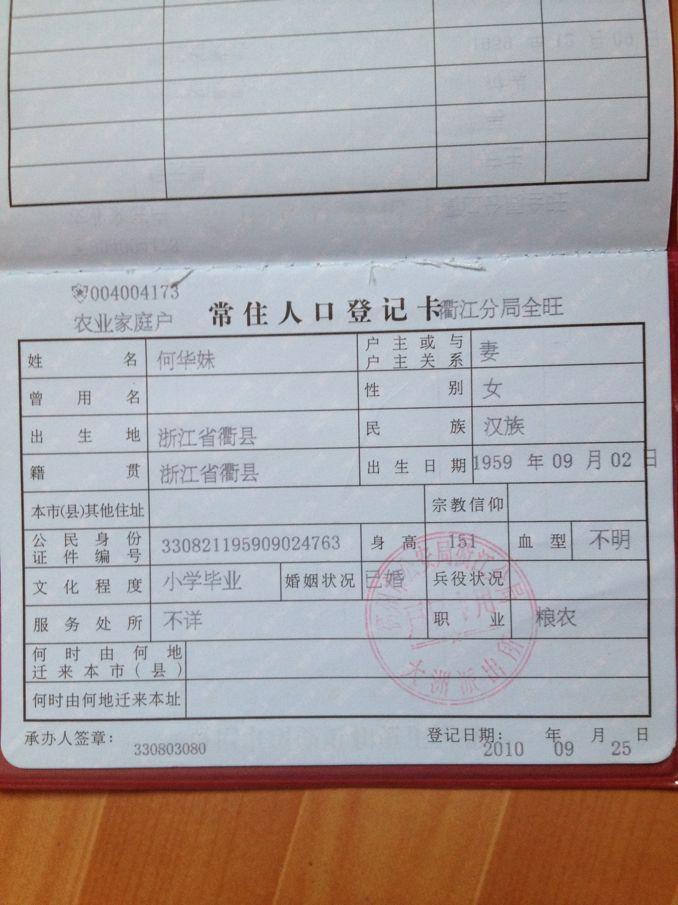 004004173
农业家庭户 常住人口登记卡 衢江分局全旺
姓名 何华妹 户主或与户主关系 妻
曾用名 性别 女
出生地 浙江省衢县 民族 汉族
籍贯 浙江省衢县 出生日期 1959 年 09 月 02 日
本市(县)其他住址 宗教信仰
公民身份证件编号 330821195909024763 身高 151 血型 不明
文化程度 小学毕业 婚姻状况 已婚 兵役状况
服务处所 不详 职业 粮农
何时由何地迁来本市(县)
何时由何地迁来本址
承办人签章: 330803080 登记日期: 2010 年 09 月 25 日